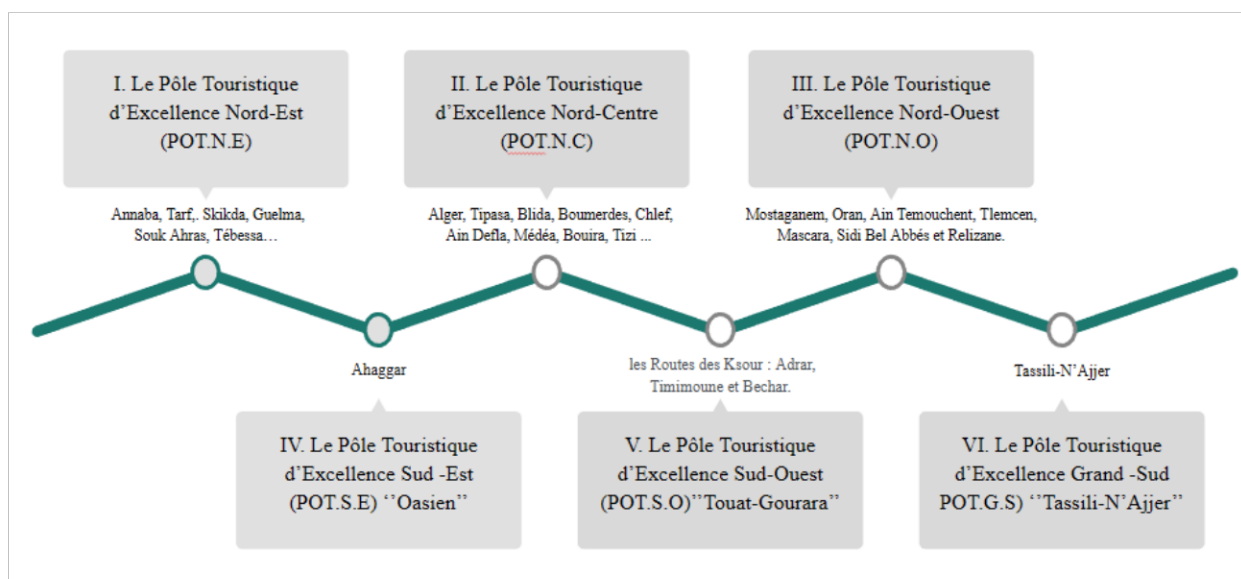 I. Le Pôle Touristique
d’Excellence Nord-Est
(POT.N.E)
Annaba, Tarf,. Skikda, Guelma,
Souk Ahras, Tébessa…
II. Le Pôle Touristique
d’Excellence Nord-Centre
(POT.N.C)
Alger, Tipasa, Blida, Boumerdes, Chlef,
Ain Defla, Médéa, Bouira, Tizi ...
III. Le Pôle Touristique
d’Excellence Nord-Ouest
(POT.N.O)
Mostaganem, Oran, Ain Temouchent, Tlemcen,
Mascara, Sidi Bel Abbés et Relizane.
Ahaggar
IV. Le Pôle Touristique
d’Excellence Sud -Est
(POT.S.E) ‘’Oasien’’
les Routes des Ksour : Adrar,
Timimoune et Bechar.
V. Le Pôle Touristique
d’Excellence Sud-Ouest
(POT.S.O)’’Touat-Gourara’’
Tassili-N’Ajjer
VI. Le Pôle Touristique
d’Excellence Grand -Sud
POT.G.S) ‘’Tassili-N’Ajjer’’